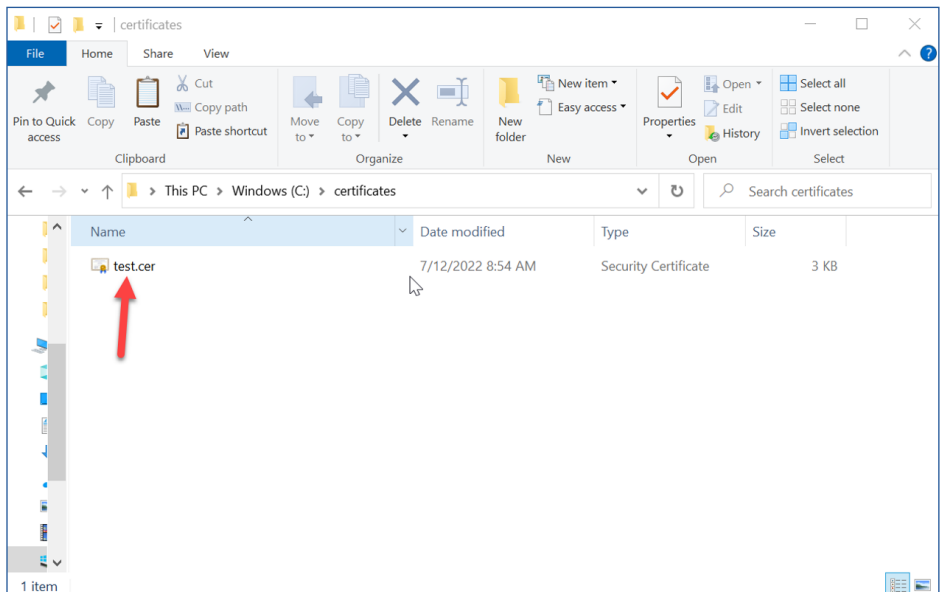 certificates
File Home Share View
Pin to Quick access
Copy
Paste
Cut
Copy path
Paste shortcut
Clipboard
Move to
Copy to
Delete
Rename
Organize
New folder
New item
Easy access
New
Properties
Open
Edit
History
Open
Select all
Select none
Invert selection
Select
This PC > Windows (C:) > certificates
Search certificates
Name Date modified Type Size
test.cer 7/12/2022 8:54 AM Security Certificate 3 KB
1 item